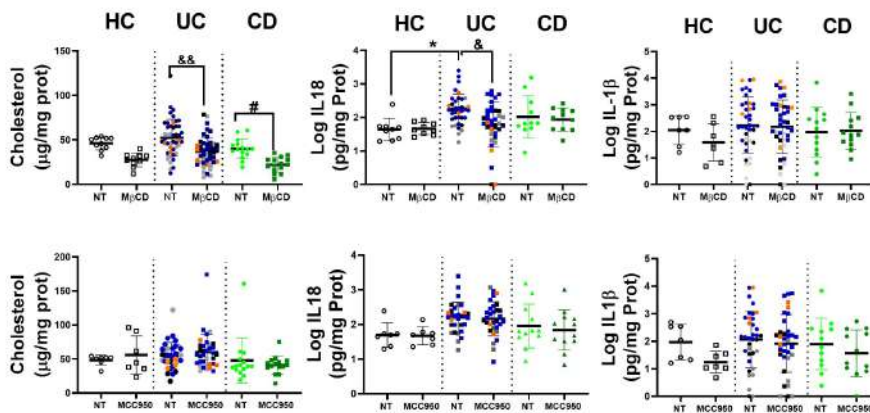 HC UC CD
Cholesterol
(µg/mg prot)
150
100
50
0
&&
#
NT MβCD NT MβCD NT MβCD
HC UC CD
Log IL18
(pg/mg Prot)
4
3
2
1
0
*
&
NT MβCD NT MβCD NT MβCD
HC UC CD
Log IL-1β
(pg/mg Prot)
5
4
3
2
1
0
NT MβCD NT MβCD NT MβCD
Cholesterol
(µg/mg prot)
200
150
100
50
0
NT MCC950 NT MCC950 NT MCC950
Log IL18
(pg/mg Prot)
4
3
2
1
0
NT MCC950 NT MCC950 NT MCC950
Log IL1β
(pg/mg Prot)
5
4
3
2
1
0
NT MCC950 NT MCC950 NT MCC950